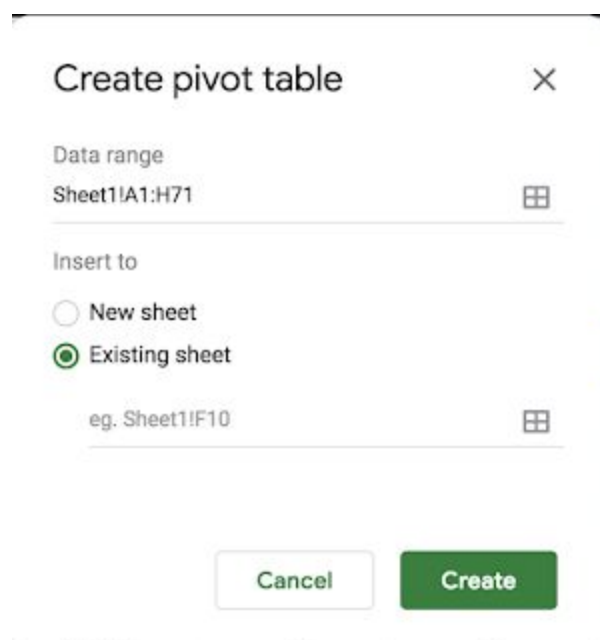 Create pivot table
Data range
Sheet1!A1:H71
Insert to
New sheet
Existing sheet
eg. Sheet1!F10
Cancel
Create